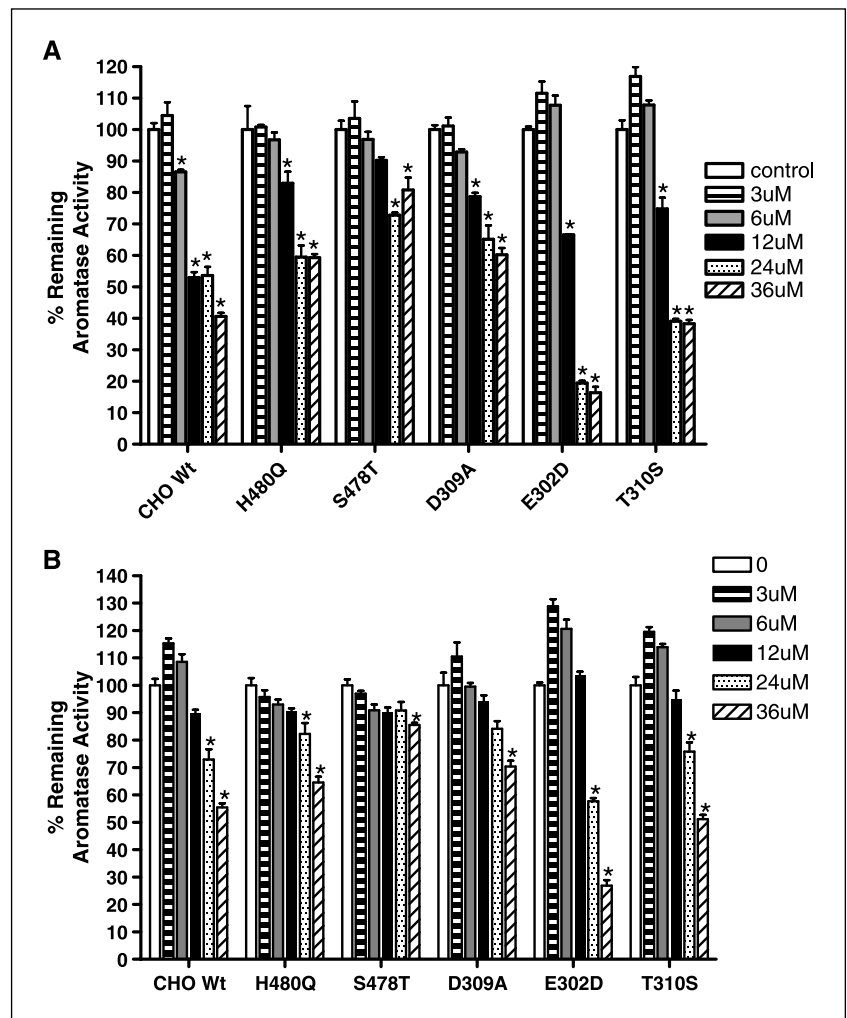 A
% Remaining
Aromatase Activity
120
110
100
90
80
70
60
50
40
30
20
10
0
* * * *
* * *
* *
* * *
* * *
* * *
CHO Wt
H480Q
S478T
D309A
E302D
T310S
control
3uM
6uM
12uM
24uM
36uM
B
% Remaining
Aromatase Activity
140
130
120
110
100
90
80
70
60
50
40
30
20
10
0
* *
* *
*
*
* *
* *
CHO Wt H480Q S478T D309A E302D T310S
0
3uM
6uM
12uM
24uM
36uM